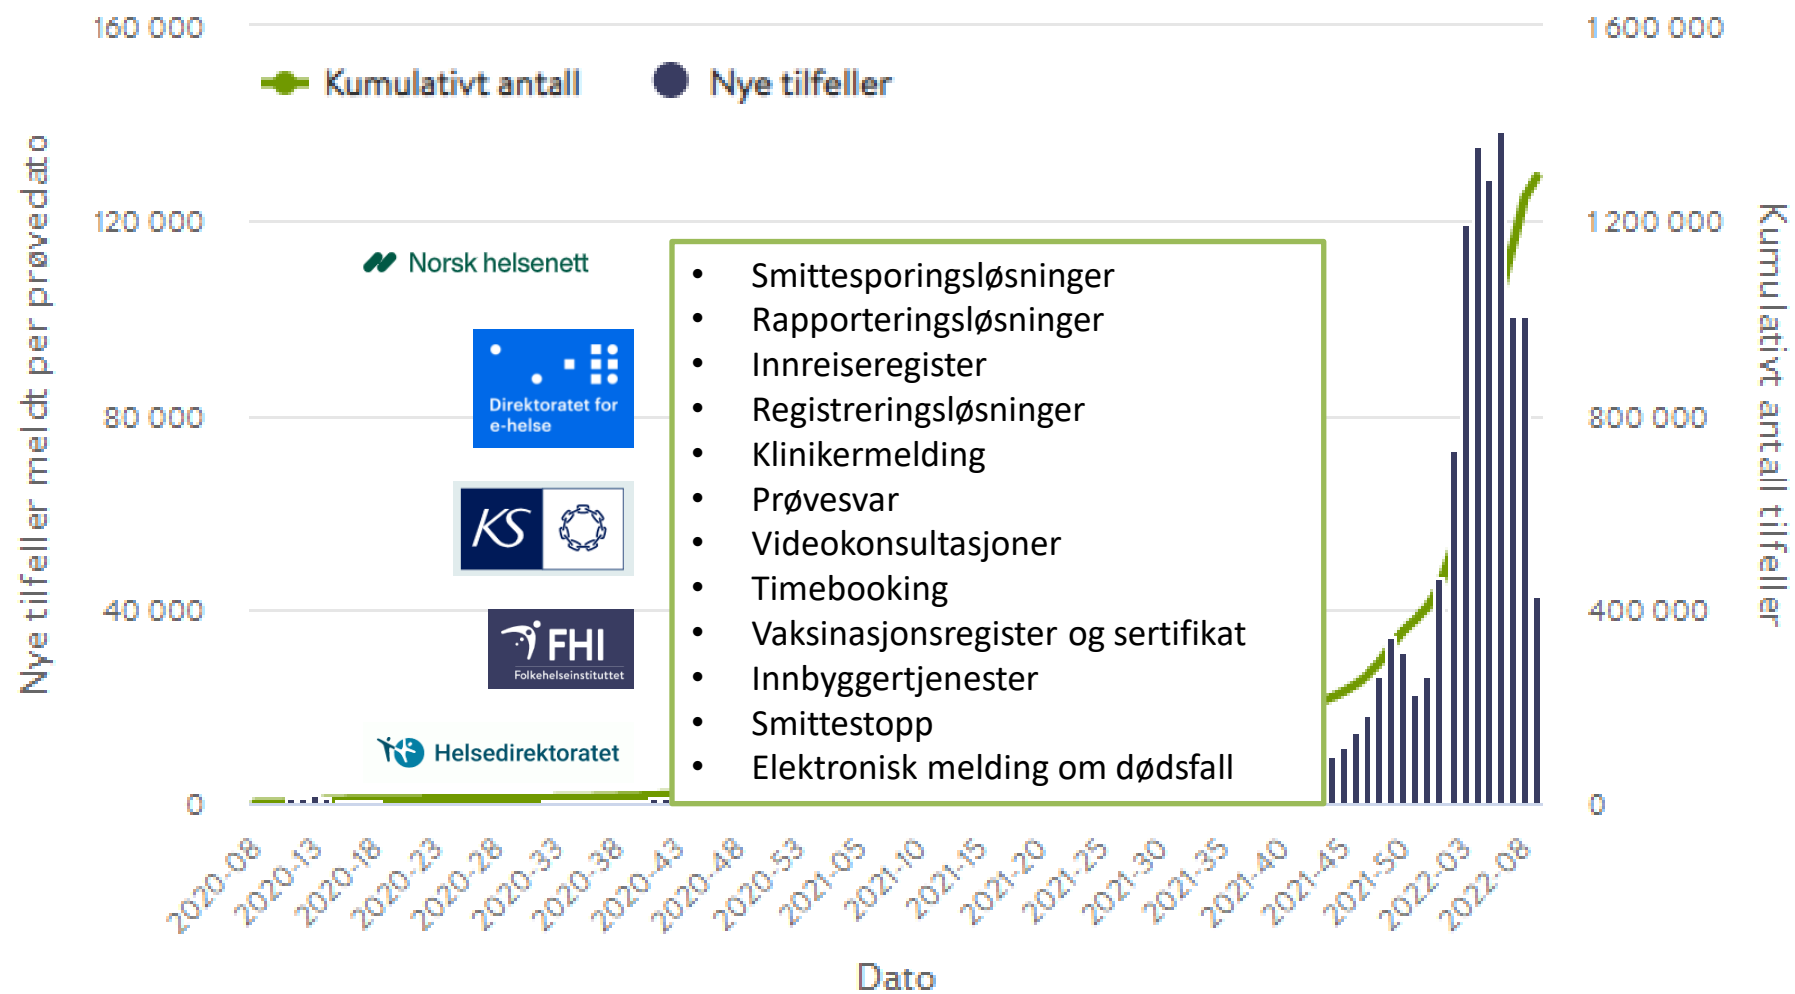 160 000
1 600 000
Kumulativt antall
Nye tilfeller
Nye tilfeller meldt per prøvedato
Kumulativt antall tilfeller
120 000
1 200 000
80 000
800 000
40 000
400 000
0
0
Norsk helsenett
Direktoratet for
e-helse
KS
FHI
Folkehelseinstituttet
Helsedirektoratet
• Smittesporingsløsninger
• Rapporteringsløsninger
• Innreiseregister
• Registreringsløsninger
• Klinikermelding
• Prøvesvar
• Videokonsultasjoner
• Timebooking
• Vaksinasjonsregister og sertifikat
• Innbyggertjenester
• Smittestopp
• Elektronisk melding om dødsfall
2020-08
2020-13
2020-18
2020-23
2020-28
2020-33
2020-38
2020-43
2020-48
2020-53
2021-05
2021-10
2021-15
2021-20
2021-25
2021-30
2021-35
2021-40
2021-45
2021-50
2022-03
2022-08
Dato